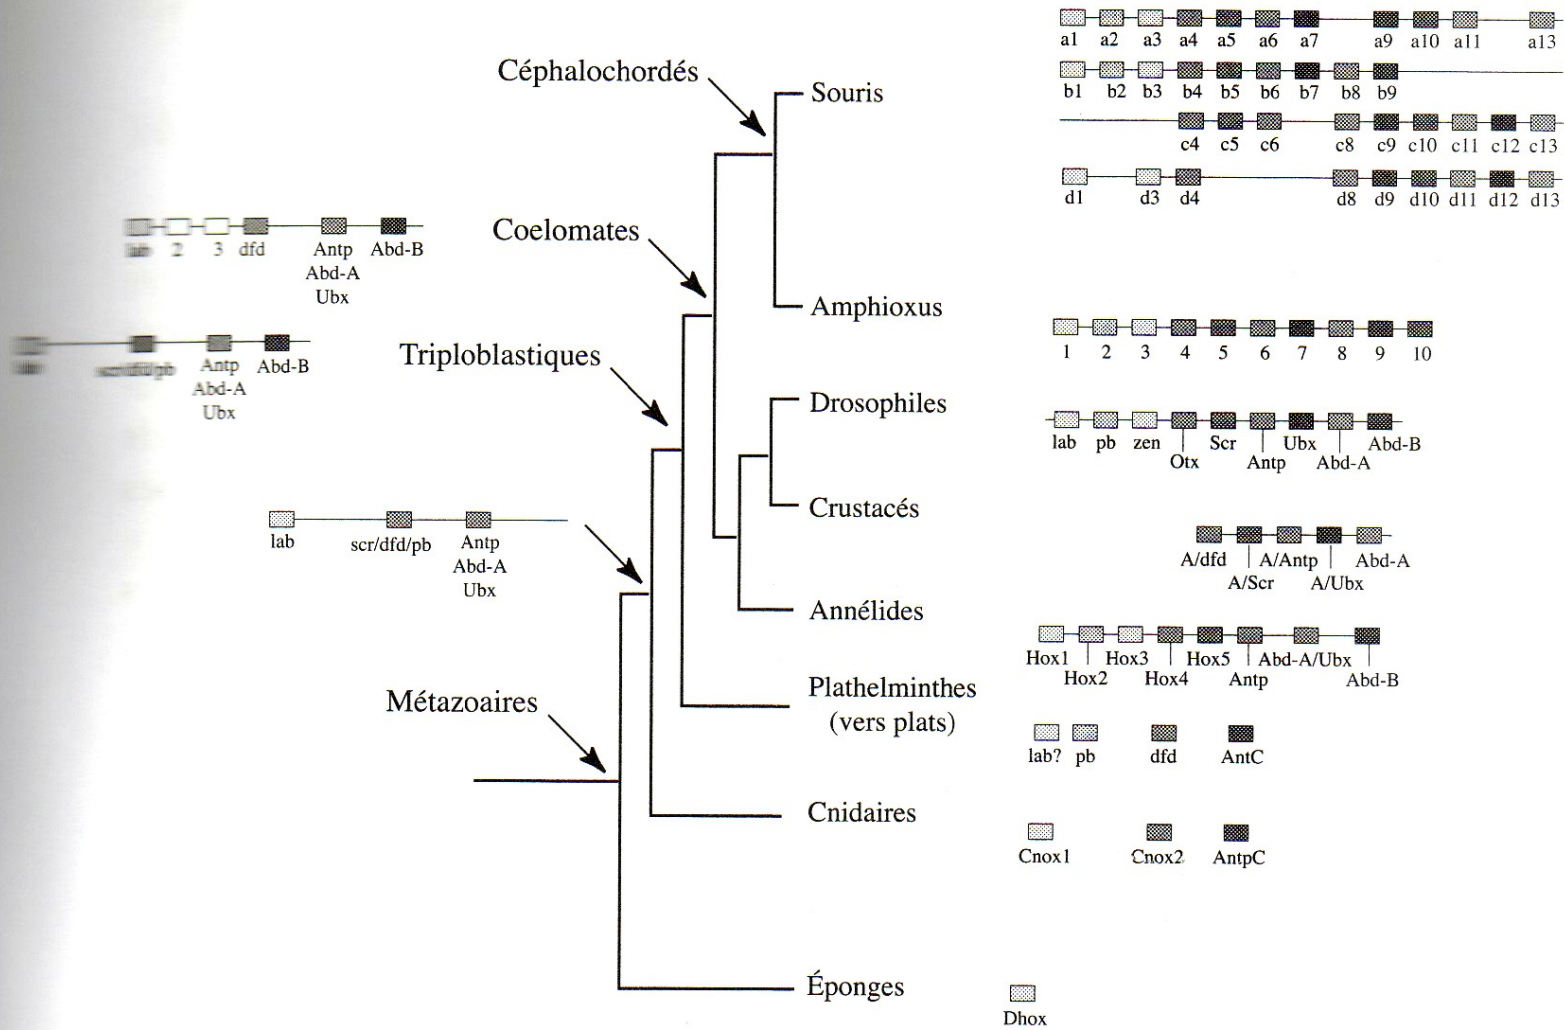 a1 a2 a3 a4 a5 a6 a7 a9 a10 a11 a13
Céphalochordés
Souris
b1 b2 b3 b4 b5 b6 b7 b8 b9
c4 c5 c6 c8 c9 c10 c11 c12 c13
d1 d3 d4 d8 d9 d10 d11 d12 d13
Coelomates
lab 2 3 dfd Antp Abd-B
Abd-A
Ubx
Amphioxus
1 2 3 4 5 6 7 8 9 10
Triploblastiques
scr/dfd/pb Antp Abd-B
Abd-A
Ubx
Drosophiles
lab pb zen Scr Ubx Abd-B
Otx Antp Abd-A
Crustacés
A/dfd A/Antp Abd-A
A/Scr A/Ubx
lab scr/dfd/pb Antp
Abd-A
Ubx
Annélides
Hox1 Hox3 Hox5 Abd-A/Ubx
Hox2 Hox4 Antp Abd-B
Métazoaires
Plathelminthes
(vers plats)
lab? pb dfd AntC
Cnidaires
Cnox1 Cnox2 AntpC
Éponges
Dhox